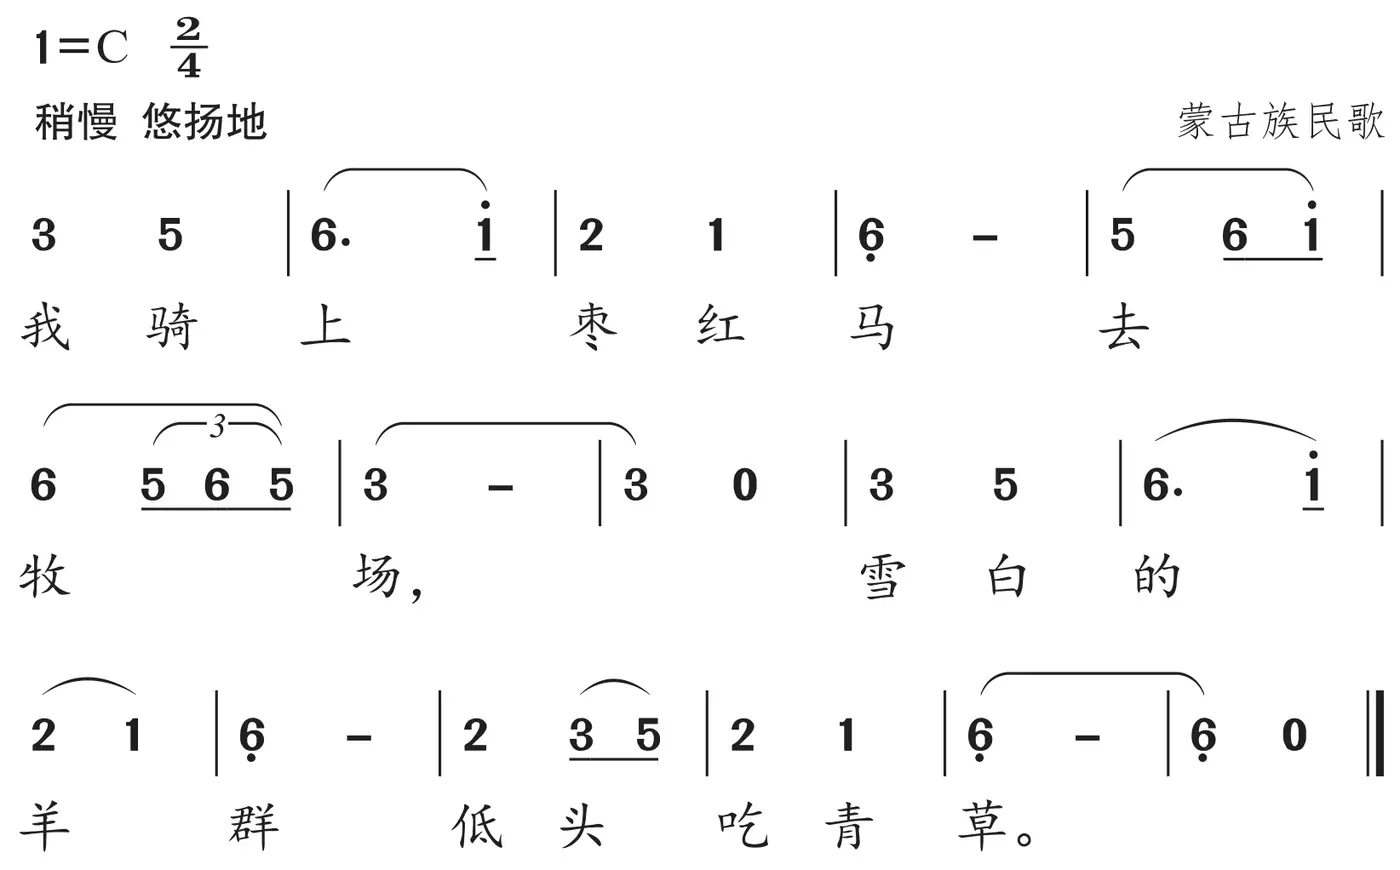 1=C 2/4
稍慢 悠扬地 蒙古族民歌
3 5 | 6. i̲ | 2 1 | 6̣ - | 5 6̲ i̲ |
我 骑 上 枣 红 马 去
3
6 5̲ 6̲ 5̲ | 3 - | 3 0 | 3 5 | 6. i̲ |
牧 场， 雪 白 的
2 1 | 6̣ - | 2 3̲ 5̲ | 2 1 | 6̣ - | 6̣ 0 ‖
羊 群 低 头 吃 青 草。